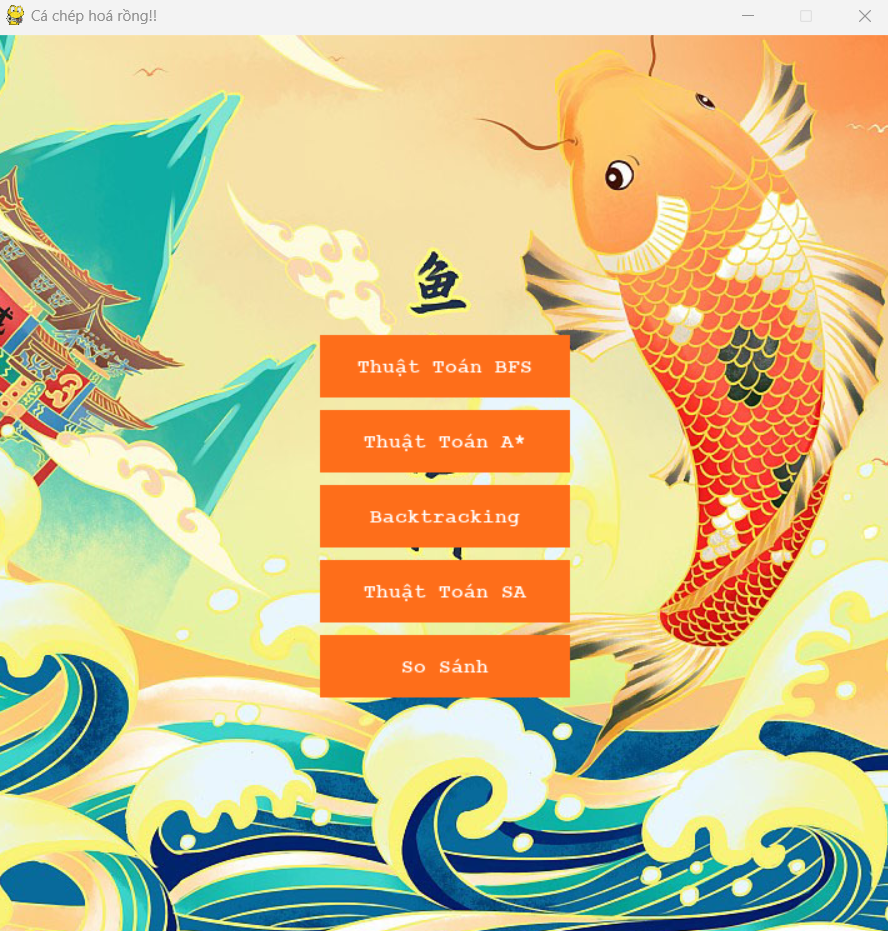 Cá chép hoá rồng!!
鱼
Thuật Toán BFS
Thuật Toán A*
Backtracking
Thuật Toán SA
So Sánh